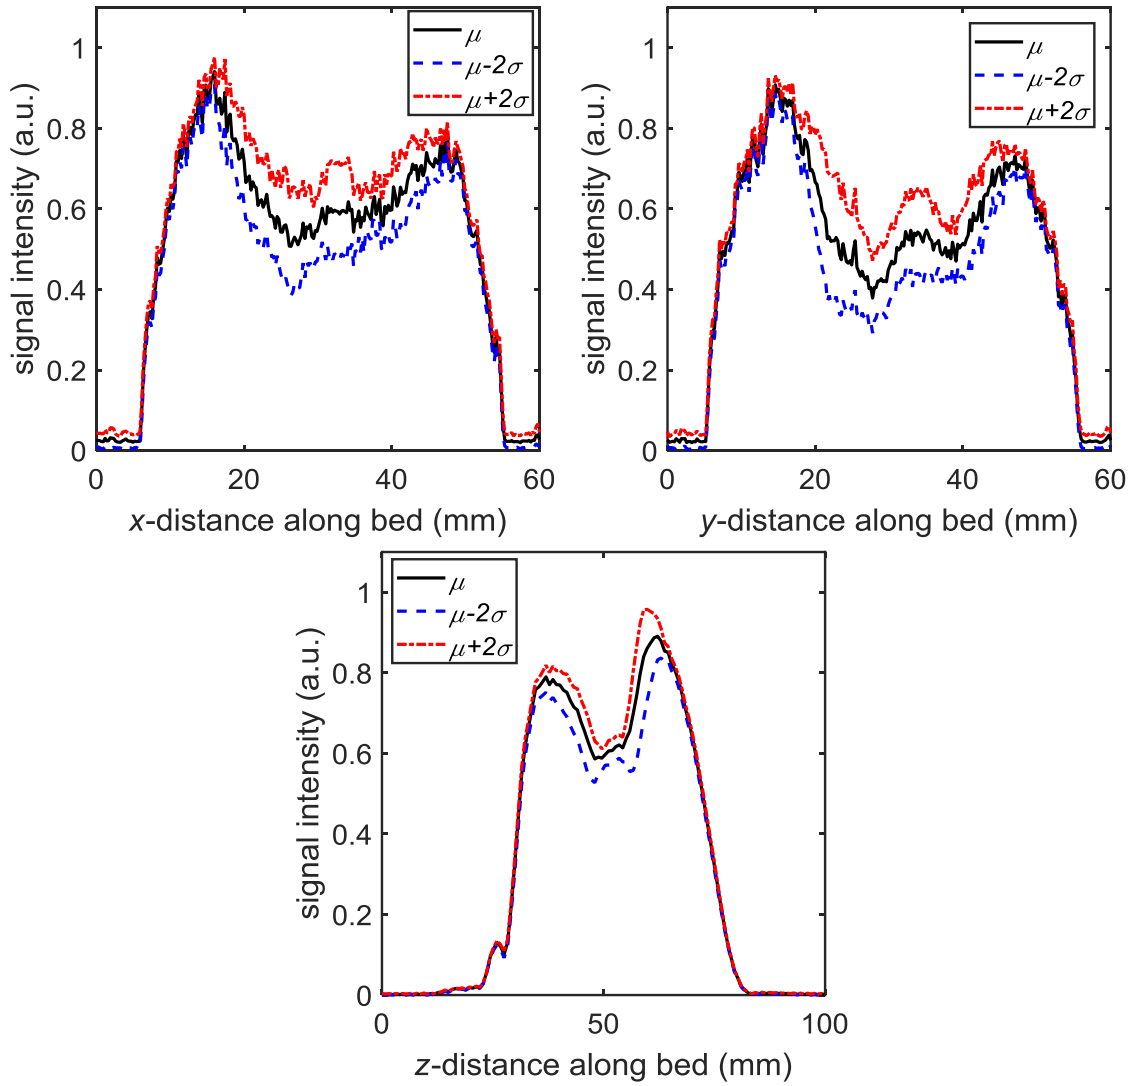 signal intensity (a.u.)
1
0.8
0.6
0.4
0.2
0
0 20 40 60
x-distance along bed (mm)
μ
μ-2σ
μ+2σ
signal intensity (a.u.)
1
0.8
0.6
0.4
0.2
0
0 20 40 60
y-distance along bed (mm)
μ
μ-2σ
μ+2σ
signal intensity (a.u.)
1
0.8
0.6
0.4
0.2
0
0 50 100
z-distance along bed (mm)
μ
μ-2σ
μ+2σ